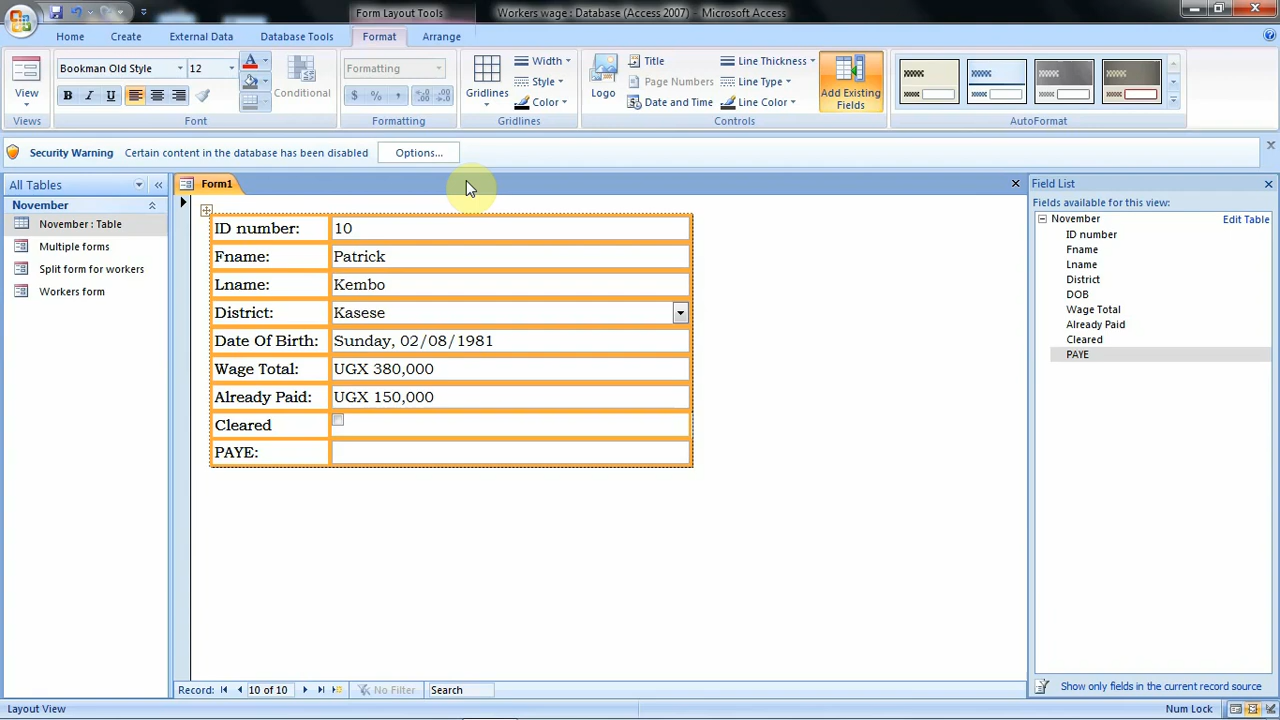 Form Layout Tools
Workers wage : Database (Access 2007) - Microsoft Access
Home Create External Data Database Tools Format Arrange
Bookman Old Style 12
Formatting
Width
Style
Color
Title
Page Numbers
Date and Time
Line Thickness
Line Type
Line Color
View
B I U
Conditional
$ % ,
Gridlines
Logo
Add Existing Fields
Views Font Formatting Gridlines Controls AutoFormat
Security Warning Certain content in the database has been disabled Options...
All Tables
November
November : Table
Multiple forms
Split form for workers
Workers form
Form1
ID number: 10
Fname: Patrick
Lname: Kembo
District: Kasese
Date Of Birth: Sunday, 02/08/1981
Wage Total: UGX 380,000
Already Paid: UGX 150,000
Cleared
PAYE:
Field List
Fields available for this view:
November Edit Table
ID number
Fname
Lname
District
DOB
Wage Total
Already Paid
Cleared
PAYE
Show only fields in the current record source
Record: 10 of 10 No Filter Search
Layout View Num Lock